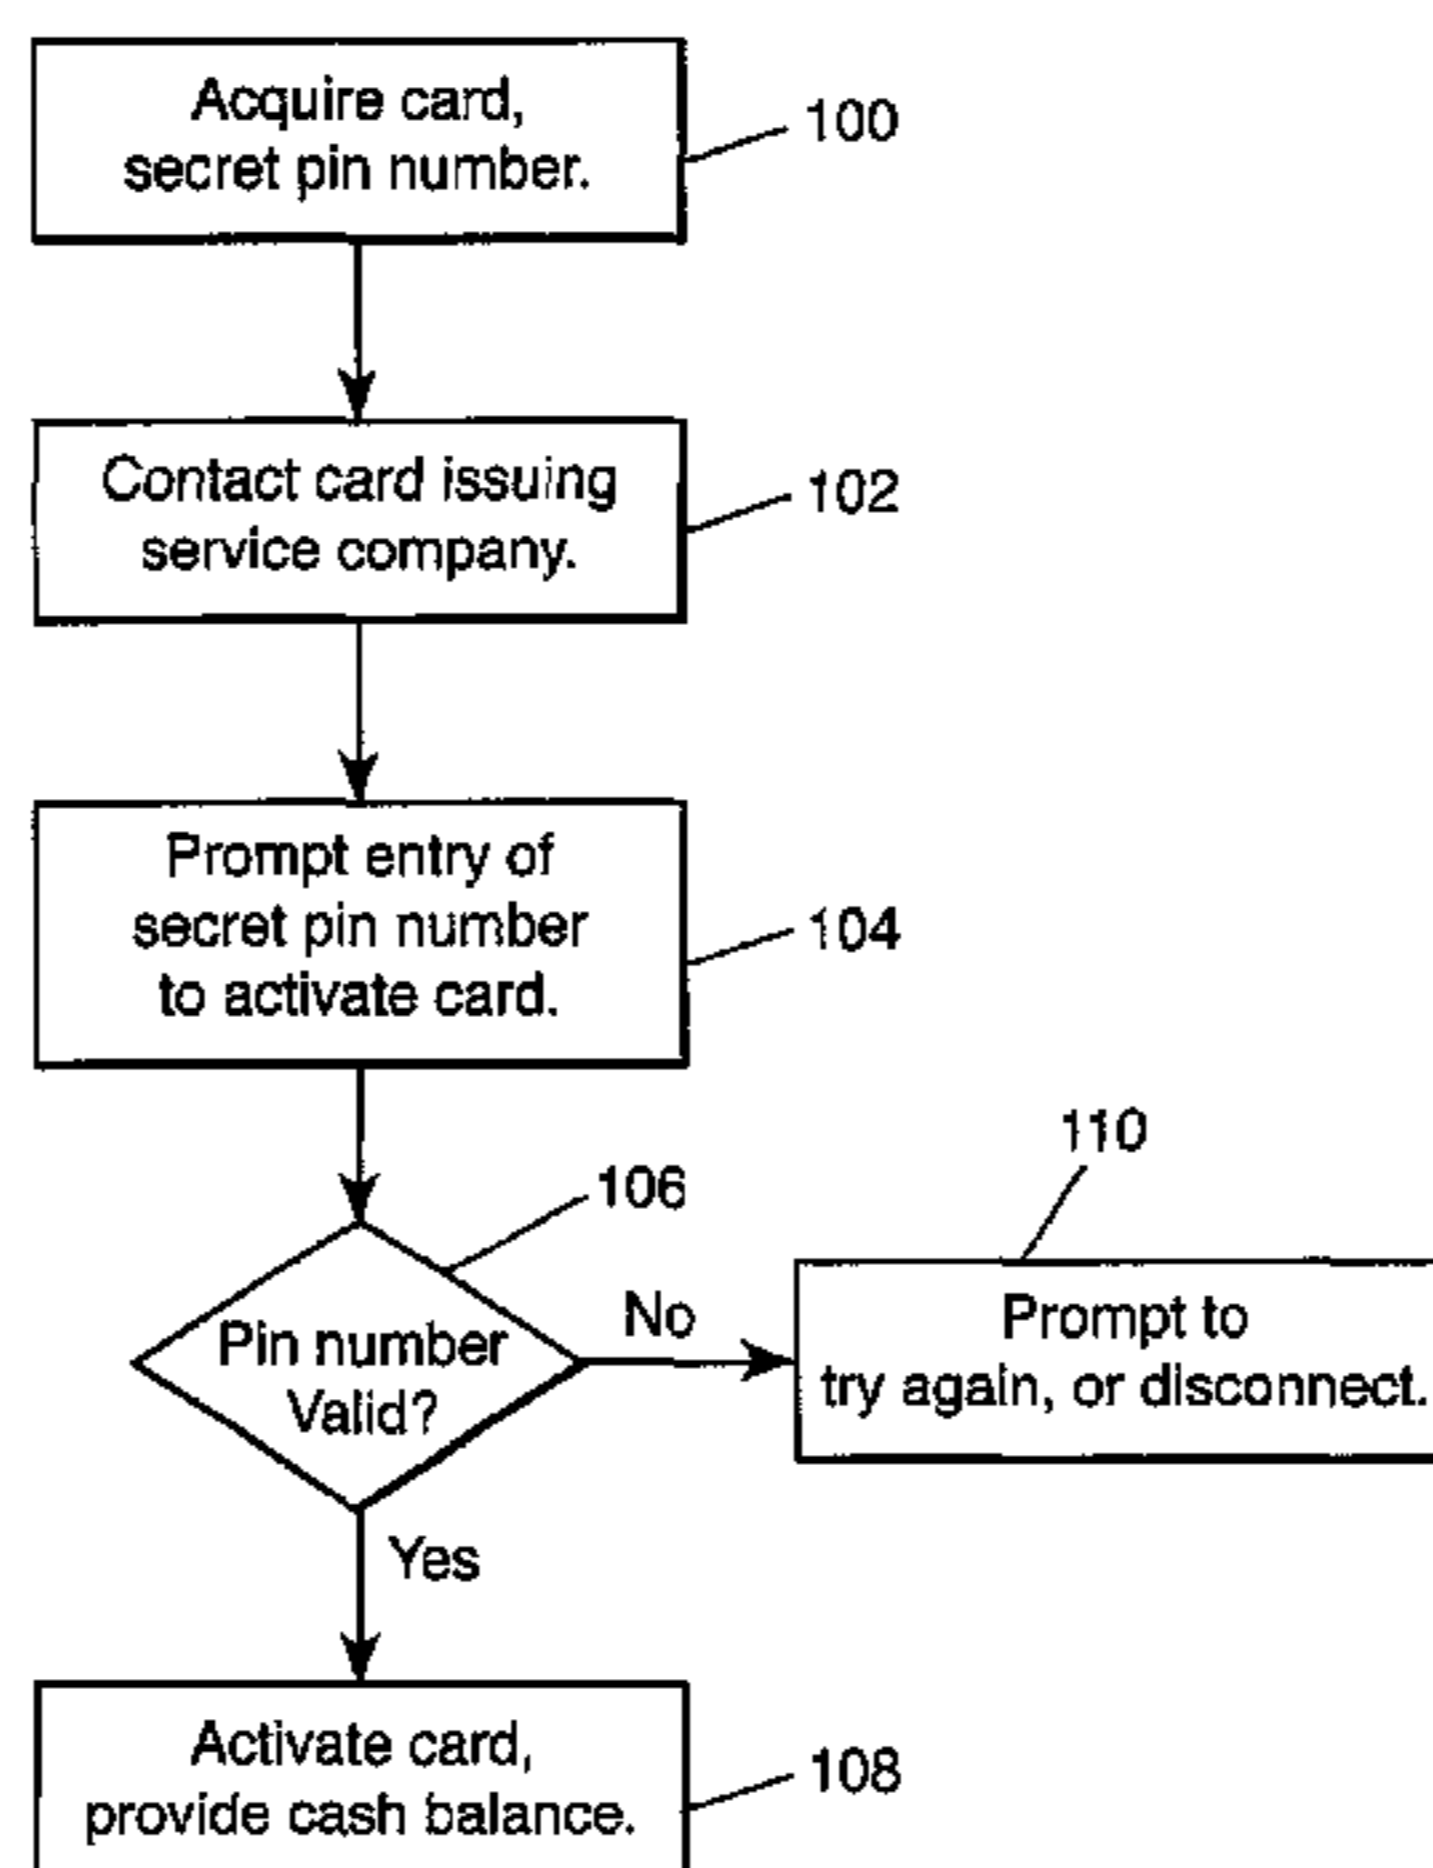 Acquire card,
secret pin number.
100
Contact card issuing
service company.
102
Prompt entry of
secret pin number
to activate card.
104
106
Pin number
Valid?
No
110
Prompt to
try again, or disconnect.
Yes
Activate card,
provide cash balance.
108